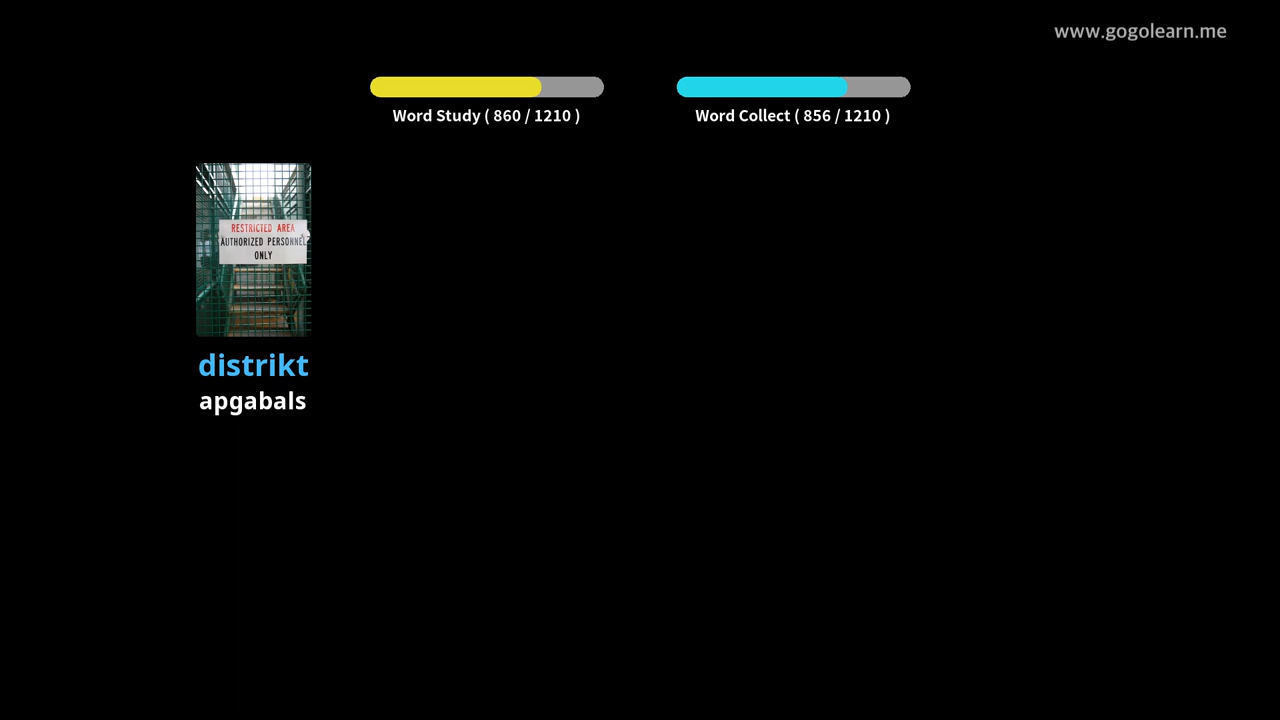 www.gogolearn.me
Word Study ( 860 / 1210 )
Word Collect ( 856 / 1210 )
RESTRICTED AREA
AUTHORIZED PERSONNEL
ONLY
distrikt
apgabals